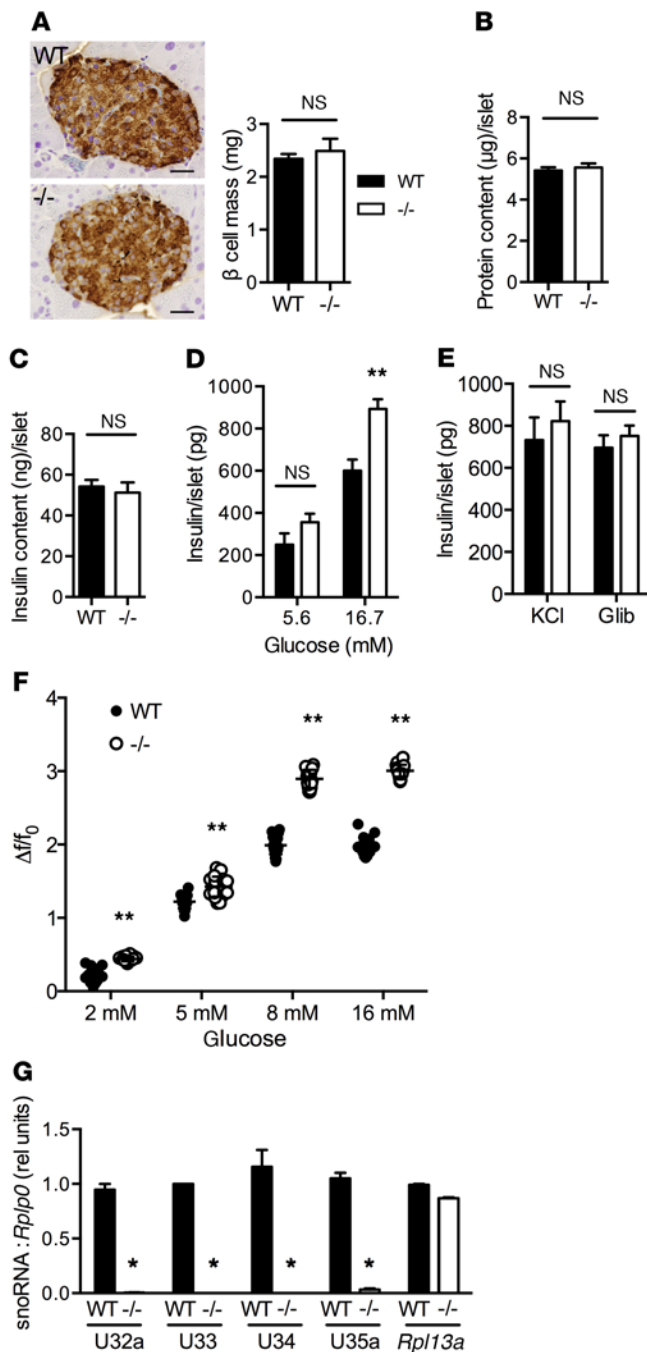 A
WT
-/-
β cell mass (mg)
3
2
1
0
NS
WT -/-
WT
-/-
B
Protein content (μg)/islet
8
6
4
2
0
NS
WT -/-
C
Insulin content (ng)/islet
80
60
40
20
0
NS
WT -/-
D
Insulin/islet (pg)
1000
800
600
400
200
0
NS
**
5.6 16.7
Glucose (mM)
E
Insulin/islet (pg)
1000
800
600
400
200
0
NS NS
KCl Glib
F
WT
-/-
Δf/f0
4
3
2
1
0
** ** ** **
2 mM 5 mM 8 mM 16 mM
Glucose
G
snoRNA : Rplp0 (rel units)
1.5
1.0
0.5
0.0
* * * *
WT -/- WT -/- WT -/- WT -/- WT -/-
U32a U33 U34 U35a Rpl13a